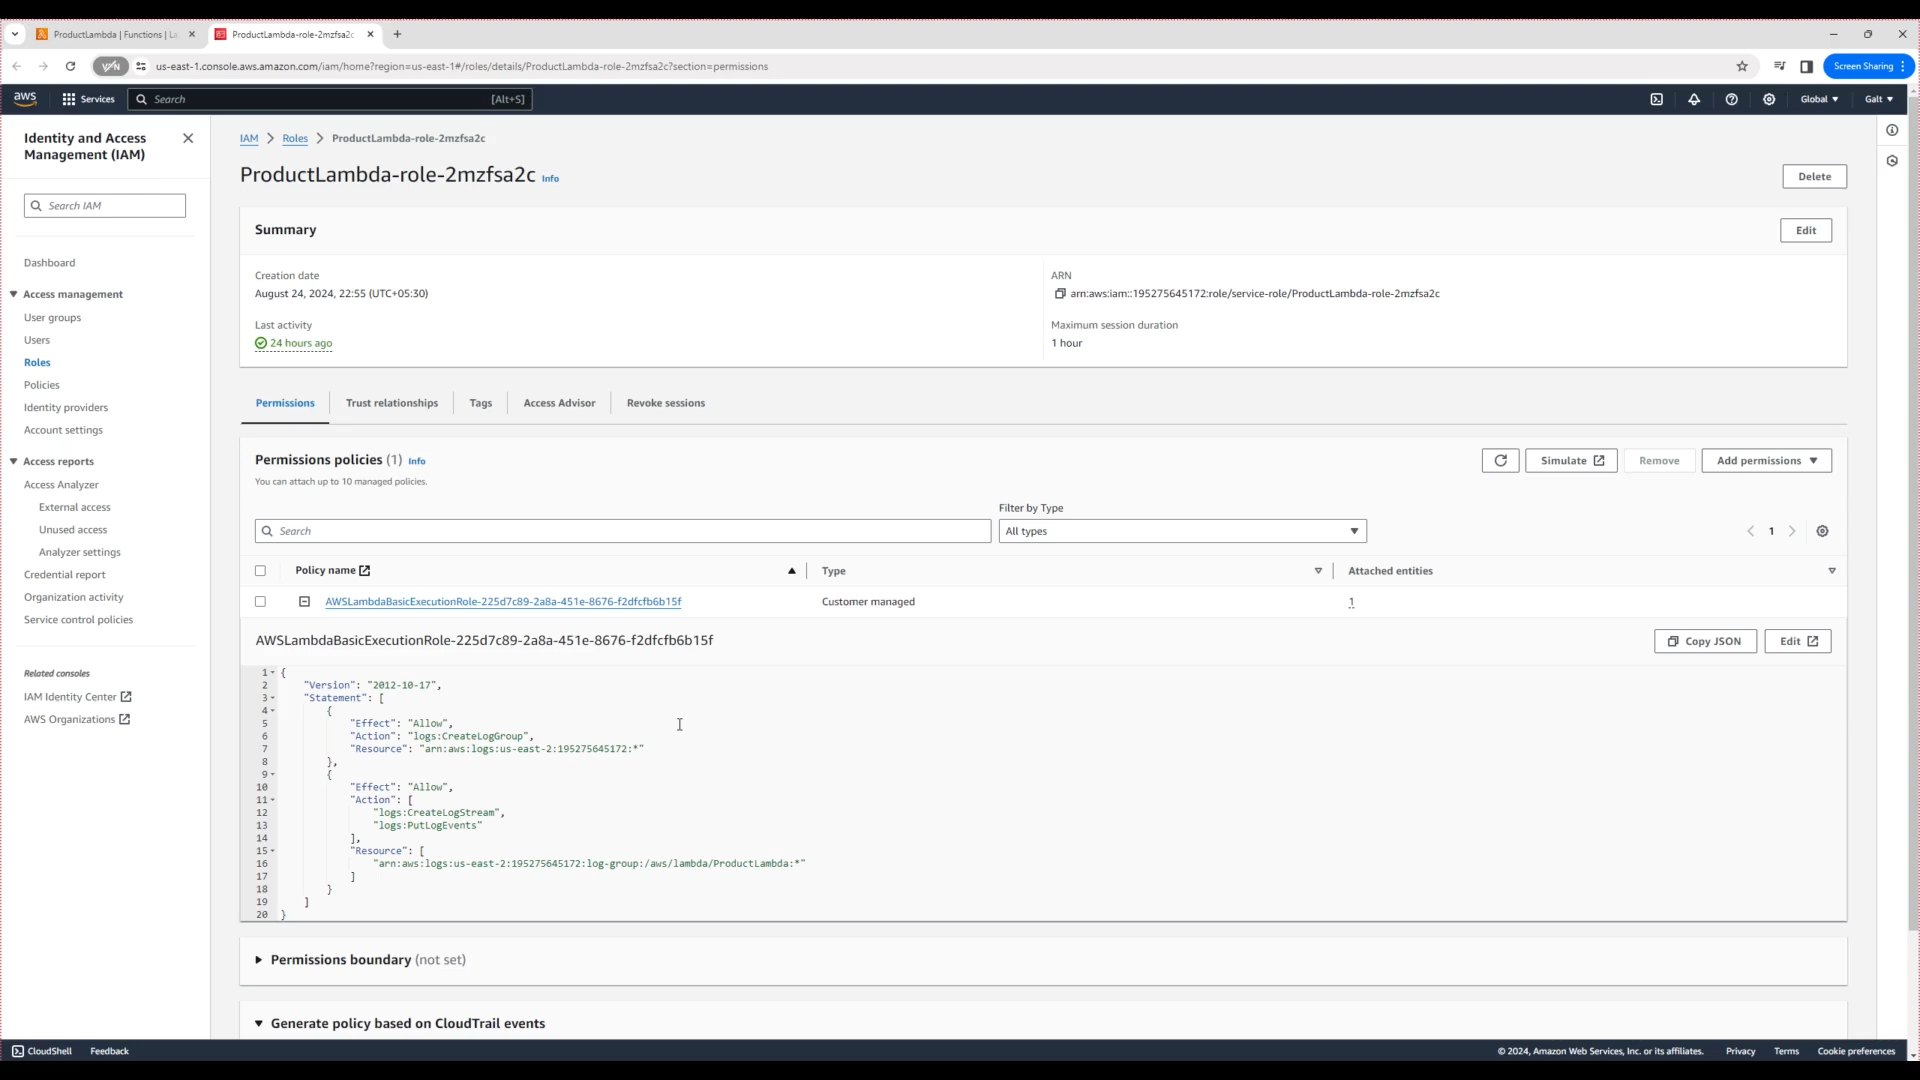 ProductLambda | Functions | La
ProductLambda-role-2mzfsa2c
us-east-1.console.aws.amazon.com/iam/home?region=us-east-1#/roles/details/ProductLambda-role-2mzfsa2c?section=permissions
Screen Sharing
aws
Services
Search
[Alt+S]
Global
Galt
Identity and Access
Management (IAM)
Search IAM
Dashboard
Access management
User groups
Users
Roles
Policies
Identity providers
Account settings
Access reports
Access Analyzer
External access
Unused access
Analyzer settings
Credential report
Organization activity
Service control policies
Related consoles
IAM Identity Center
AWS Organizations
IAM > Roles > ProductLambda-role-2mzfsa2c
ProductLambda-role-2mzfsa2c Info
Delete
Summary
Edit
Creation date
August 24, 2024, 22:55 (UTC+05:30)
ARN
arn:aws:iam::195275645172:role/service-role/ProductLambda-role-2mzfsa2c
Last activity
24 hours ago
Maximum session duration
1 hour
Permissions
Trust relationships
Tags
Access Advisor
Revoke sessions
Permissions policies (1) Info
You can attach up to 10 managed policies.
Simulate
Remove
Add permissions
Filter by Type
Search
All types
1
Policy name
Type
Attached entities
AWSLambdaBasicExecutionRole-225d7c89-2a8a-451e-8676-f2dfcfb6b15f
Customer managed
1
AWSLambdaBasicExecutionRole-225d7c89-2a8a-451e-8676-f2dfcfb6b15f
Copy JSON
Edit
1 {
2 "Version": "2012-10-17",
3 "Statement": [
4 {
5 "Effect": "Allow",
6 "Action": "logs:CreateLogGroup",
7 "Resource": "arn:aws:logs:us-east-2:195275645172:*"
8 },
9 {
10 "Effect": "Allow",
11 "Action": [
12 "logs:CreateLogStream",
13 "logs:PutLogEvents"
14 ],
15 "Resource": [
16 "arn:aws:logs:us-east-2:195275645172:log-group:/aws/lambda/ProductLambda:*"
17 ]
18 }
19 ]
20 }
Permissions boundary (not set)
Generate policy based on CloudTrail events
CloudShell
Feedback
© 2024, Amazon Web Services, Inc. or its affiliates.
Privacy
Terms
Cookie preferences